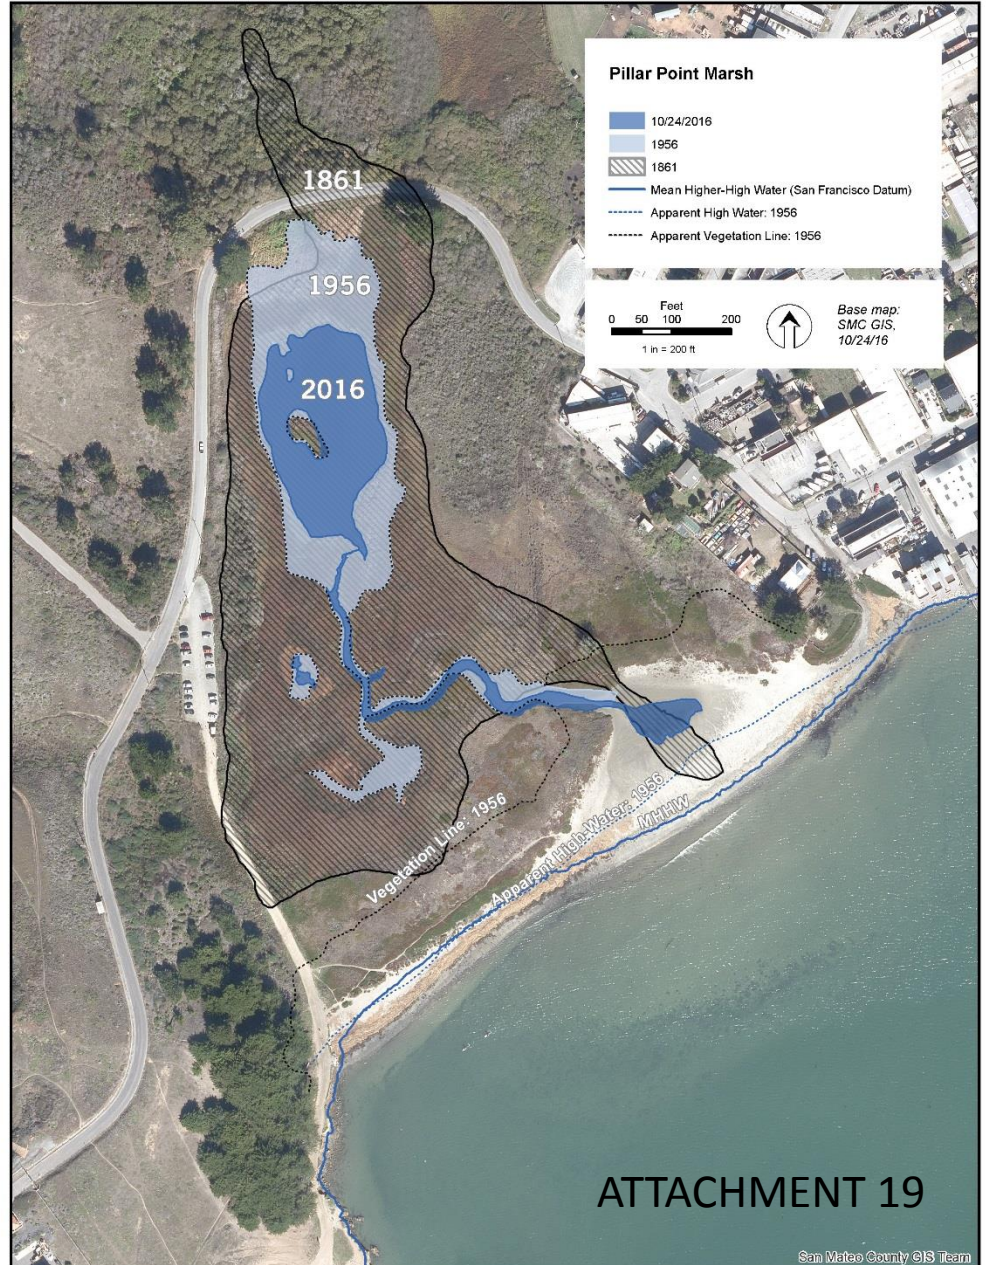 Pillar Point Marsh
10/24/2016
1956
1861
Mean Higher-High Water (San Francisco Datum)
Apparent High Water: 1956
Apparent Vegetation Line: 1956
Feet
0 50 100 200
1 in = 200 ft
Base map:
SMC GIS,
10/24/16
1861
1956
2016
Vegetation Line: 1956
Apparent High-Water: 1956
MHHW
ATTACHMENT 19
San Mateo County GIS Team